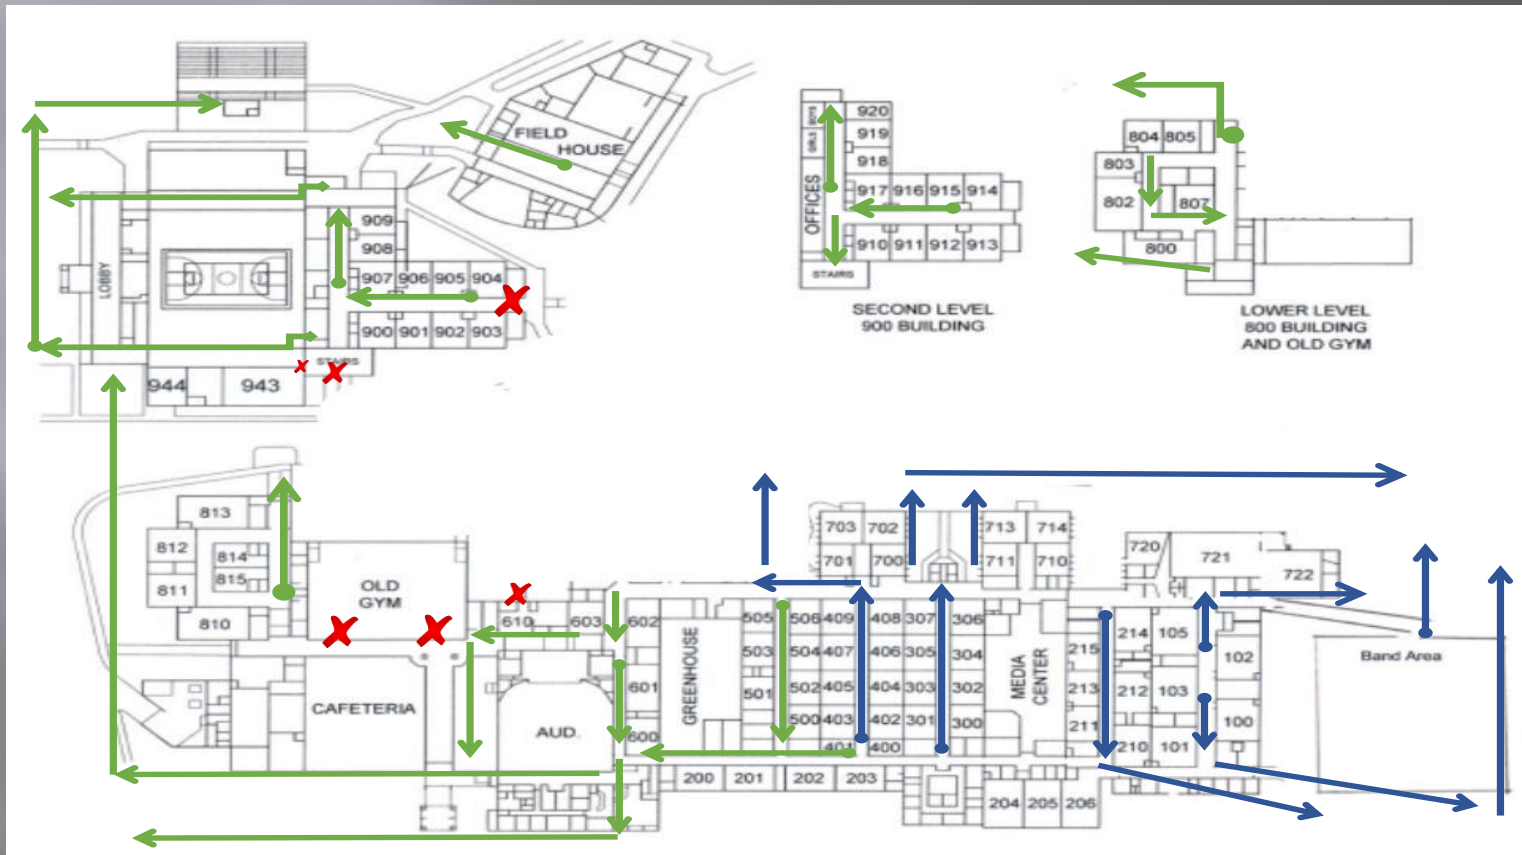 FIELD
HOUSE
LOBBY
909
908
907 906 905 904
900 901 902 903
STAIRS
944 943
BOYS
GIRLS
OFFICES
920
919
918
917 916 915 914
910 911 912 913
STAIRS
SECOND LEVEL
900 BUILDING
804 805
803
802
807
800
LOWER LEVEL
800 BUILDING
AND OLD GYM
813
812
814
815
811
810
OLD
GYM
CAFETERIA
610 603
AUD.
602
601
600
GREENHOUSE
505 506 409 408 307 306
503 504 407 406 305 304
501 502 405 404 303 302
500 403 402 301 300
401 400
703 702
701 700
713 714
711 710
MEDIA
CENTER
720
721
722
215 214 105
213 212 103 102
211 100
210 101
200 201 202 203
204 205 206
Band Area